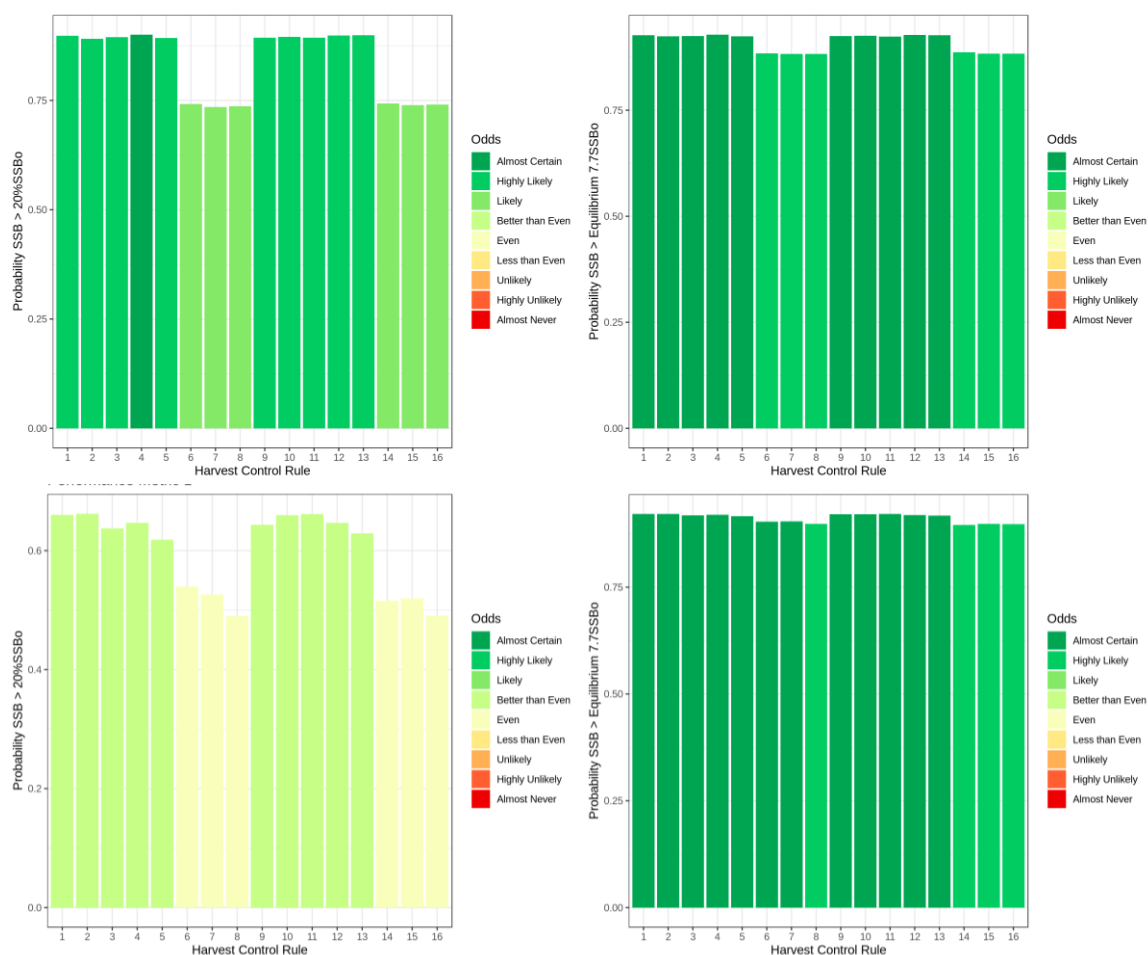 Probability SSB > 20%SSBo
0.75
0.50
0.25
0.00
1 2 3 4 5 6 7 8 9 10 11 12 13 14 15 16
Harvest Control Rule
Odds
Almost Certain
Highly Likely
Likely
Better than Even
Even
Less than Even
Unlikely
Highly Unlikely
Almost Never
Probability SSB > Equilibrium 7.7SSBo
0.75
0.50
0.25
0.00
1 2 3 4 5 6 7 8 9 10 11 12 13 14 15 16
Harvest Control Rule
Odds
Almost Certain
Highly Likely
Likely
Better than Even
Even
Less than Even
Unlikely
Highly Unlikely
Almost Never
Probability SSB > 20%SSBo
0.6
0.4
0.2
0.0
1 2 3 4 5 6 7 8 9 10 11 12 13 14 15 16
Harvest Control Rule
Odds
Almost Certain
Highly Likely
Likely
Better than Even
Even
Less than Even
Unlikely
Highly Unlikely
Almost Never
Probability SSB > Equilibrium 7.7SSBo
0.75
0.50
0.25
0.00
1 2 3 4 5 6 7 8 9 10 11 12 13 14 15 16
Harvest Control Rule
Odds
Almost Certain
Highly Likely
Likely
Better than Even
Even
Less than Even
Unlikely
Highly Unlikely
Almost Never